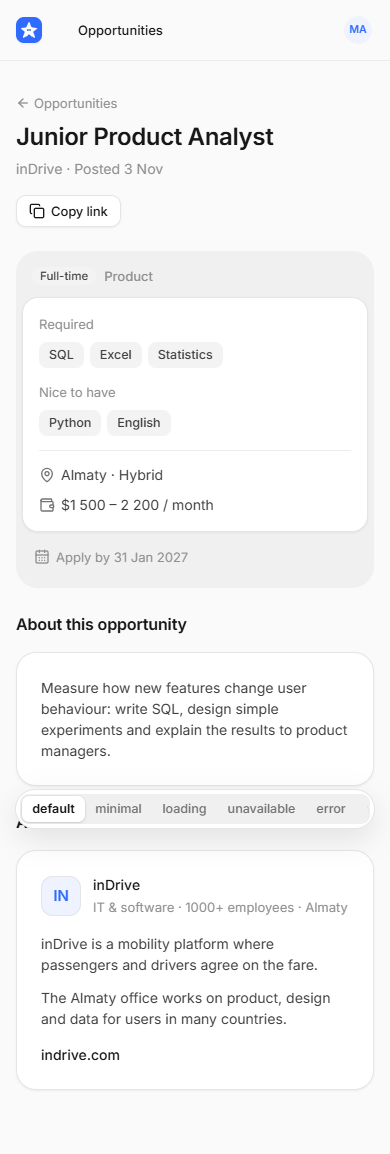 Opportunities
MA
← Opportunities
Junior Product Analyst
inDrive · Posted 3 Nov
Copy link
Full-time Product
Required
SQL Excel Statistics
Nice to have
Python English
Almaty · Hybrid
$1 500 – 2 200 / month
Apply by 31 Jan 2027
About this opportunity
Measure how new features change user
behaviour: write SQL, design simple
experiments and explain the results to product
managers.
default minimal loading unavailable error
IN
inDrive
IT & software · 1000+ employees · Almaty
inDrive is a mobility platform where
passengers and drivers agree on the fare.
The Almaty office works on product, design
and data for users in many countries.
indrive.com